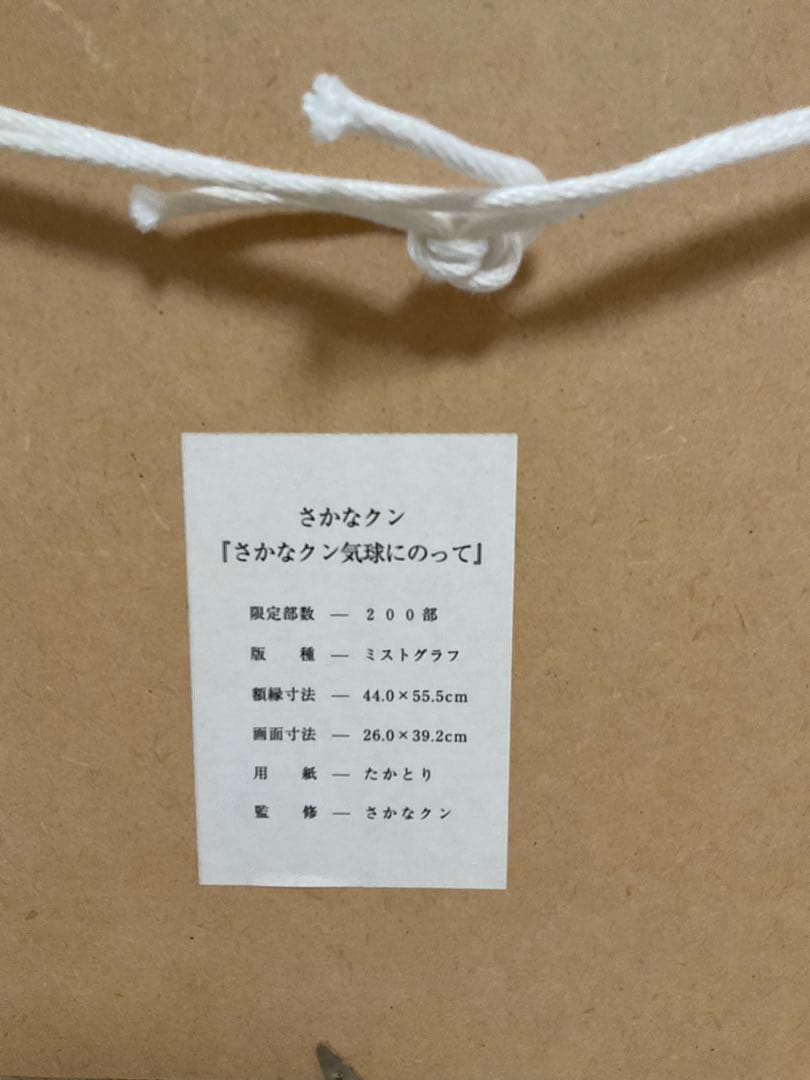 さかなクン
『さかなクン気球にのって』
限定部数 ― ２００部
版　種 ― ミストグラフ
額縁寸法 ― 44.0×55.5cm
画面寸法 ― 26.0×39.2cm
用　紙 ― たかとり
監　修 ― さかなクン